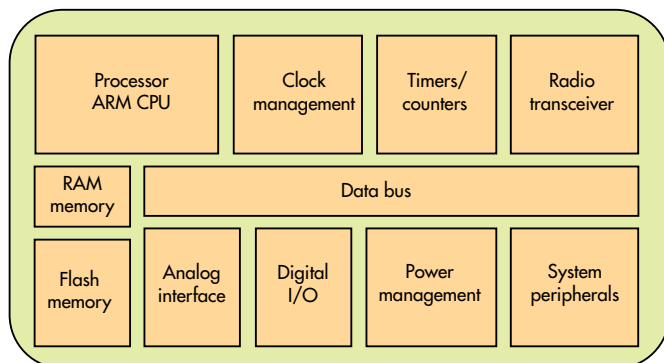 Processor
ARM CPU
Clock
management
Timers/
counters
Radio
transceiver
RAM
memory
Data bus
Flash
memory
Analog
interface
Digital
I/O
Power
management
System
peripherals